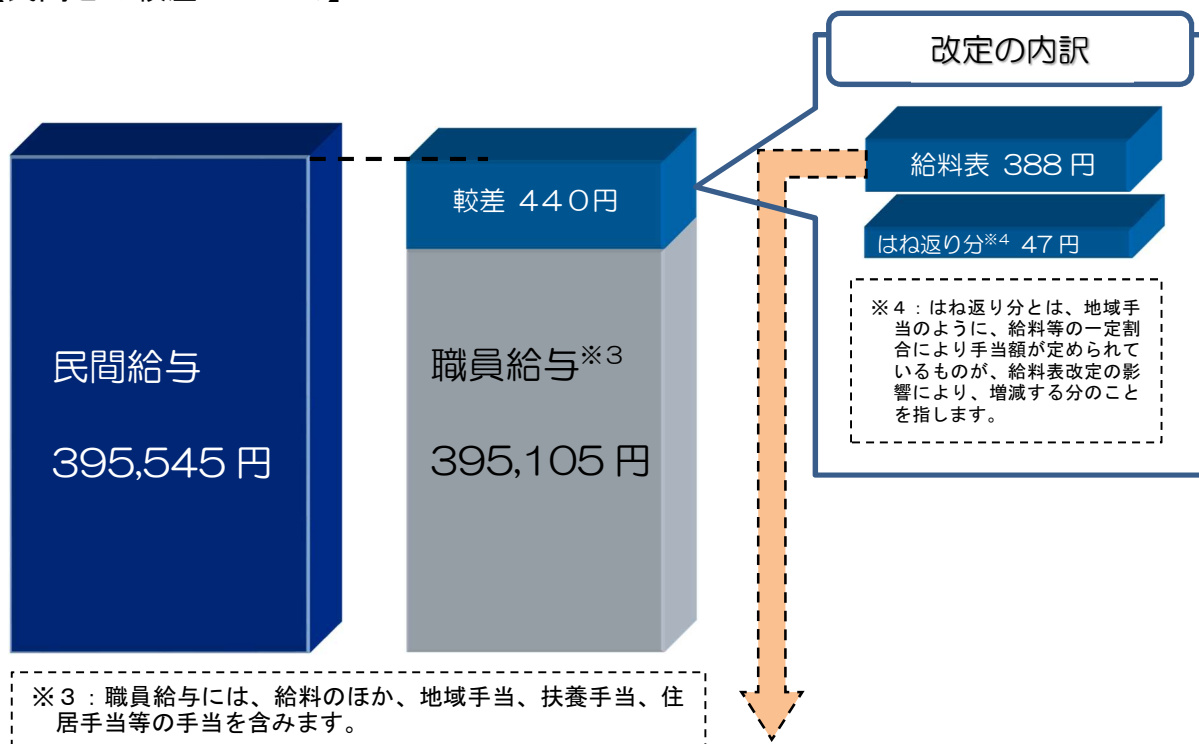 改定の内訳
給料表 388 円
はね返り分※4 47 円
※４：はね返り分とは、地域手
当のように、給料等の一定割
合により手当額が定められて
いるものが、給料表改定の影
響により、増減する分のこと
を指します。
較差 ４４０円
民間給与
395,545 円
職員給与※3
395,105 円
※３：職員給与には、給料のほか、地域手当、扶養手当、住
居手当等の手当を含みます。